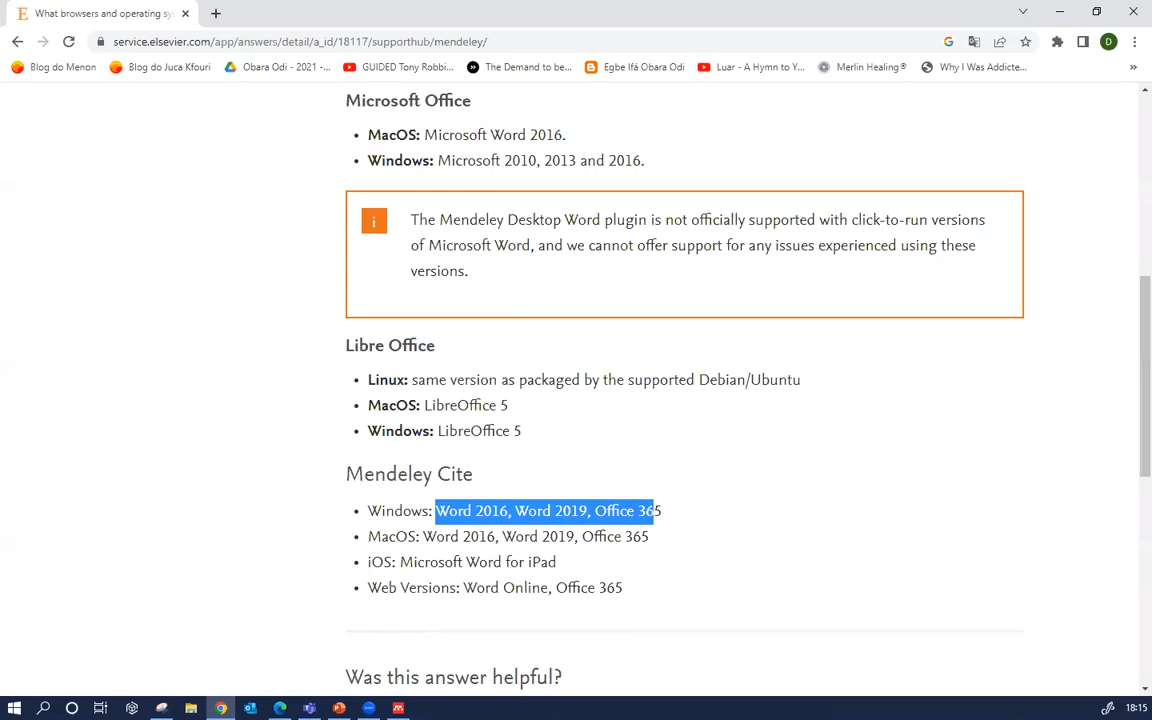 What browsers and operating sy
service.elsevier.com/app/answers/detail/a_id/18117/supporthub/mendeley/
D
Blog do Menon
Blog do Juca Kfouri
Obara Odi - 2021 -...
GUIDED Tony Robbi...
The Demand to be...
Egbe Ifá Obara Odi
Luar - A Hymn to Y...
Merlin Healing®
Why I Was Addicte...
»
Microsoft Office
• MacOS: Microsoft Word 2016.
• Windows: Microsoft 2010, 2013 and 2016.
i
The Mendeley Desktop Word plugin is not officially supported with click-to-run versions
of Microsoft Word, and we cannot offer support for any issues experienced using these
versions.
Libre Office
• Linux: same version as packaged by the supported Debian/Ubuntu
• MacOS: LibreOffice 5
• Windows: LibreOffice 5
Mendeley Cite
• Windows: Word 2016, Word 2019, Office 365
• MacOS: Word 2016, Word 2019, Office 365
• iOS: Microsoft Word for iPad
• Web Versions: Word Online, Office 365
Was this answer helpful?
18:15